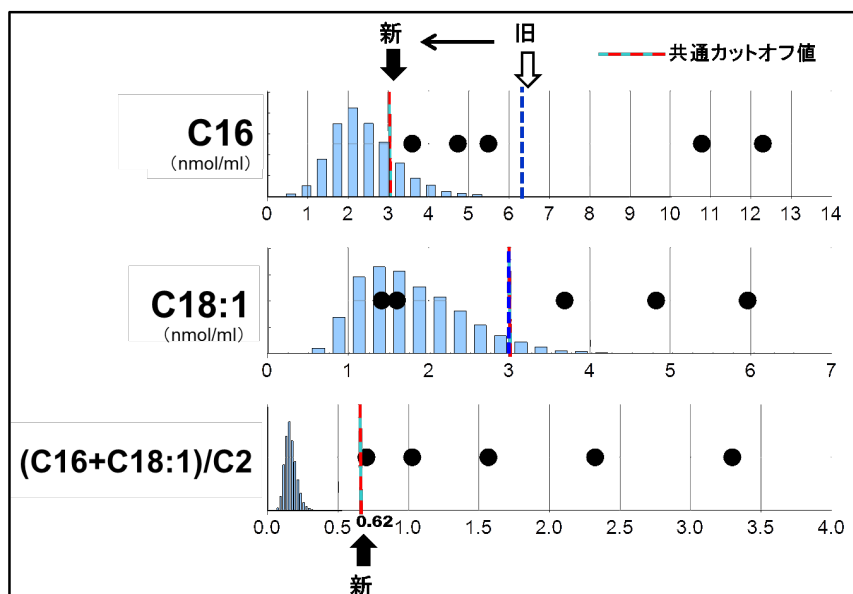 新 旧
共通カットオフ値
C16
（nmol/ml）
0 1 2 3 4 5 6 7 8 9 10 11 12 13 14
C18:1
（nmol/ml）
0 1 2 3 4 5 6 7
(C16+C18:1)/C2
0.62
0.0 0.5 1.0 1.5 2.0 2.5 3.0 3.5 4.0
新